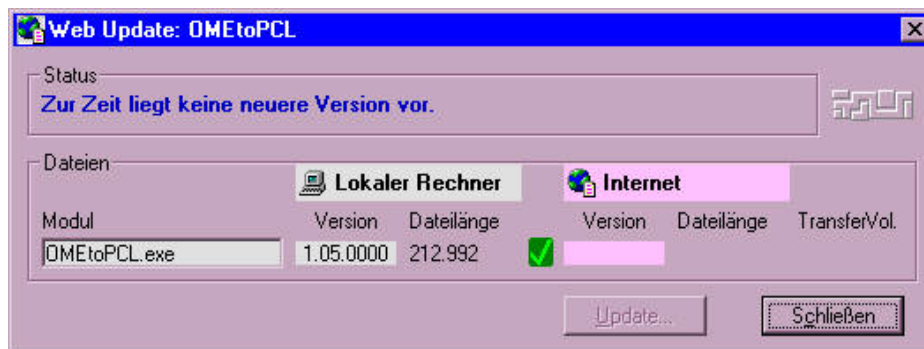 Web Update: OMEtoPCL
Status
Zur Zeit liegt keine neuere Version vor.
Dateien
Lokaler Rechner Internet
Modul Version Dateilänge Version Dateilänge TransferVol.
OMEtoPCL.exe 1.05.0000 212.992
Update... Schließen